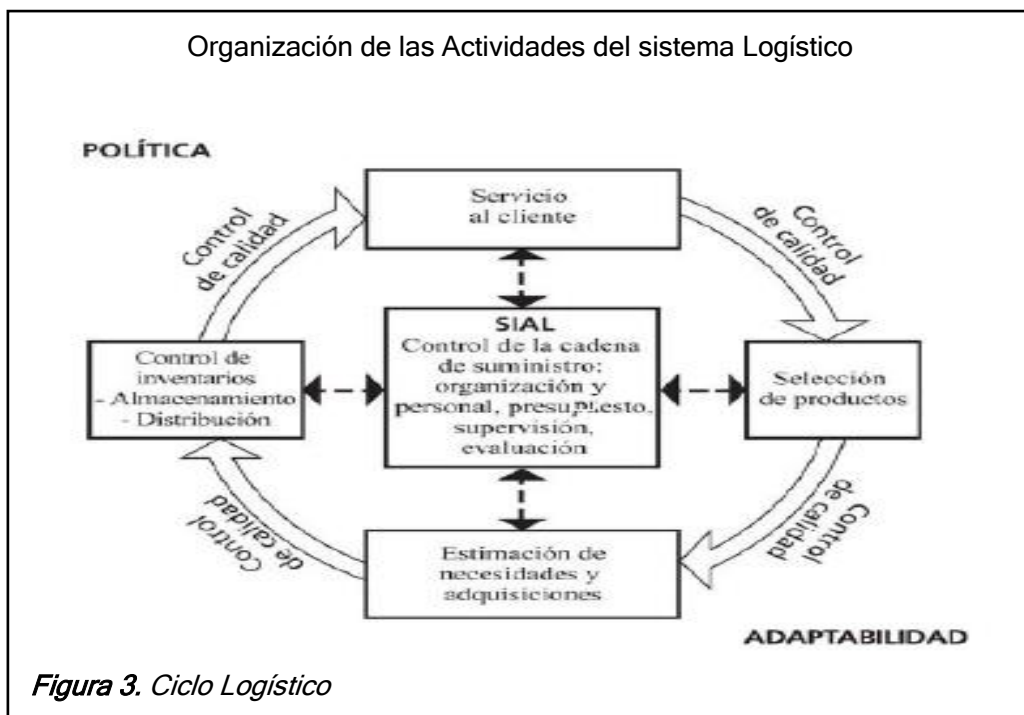 Organización de las Actividades del sistema Logístico
POLÍTICA
Servicio
al cliente
Control
de calidad
Control
de calidad
SIAL
Control de la cadena
de suministro:
organización y
personal, presupuesto,
supervisión,
evaluación
Control de
inventarios
- Almacenamiento
- Distribución
Selección
de productos
Control
de calidad
Control
de calidad
Estimación de
necesidades y
adquisiciones
ADAPTABILIDAD
Figura 3. Ciclo Logístico